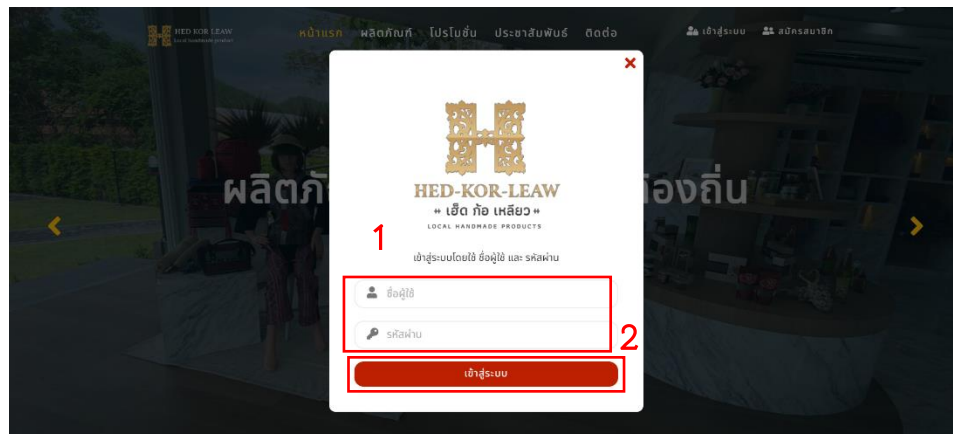 HED KOR LEAW
Local handmade product
หน้าแรก ผลิตภัณฑ์ โปรโมชั่น ประชาสัมพันธ์ ติดต่อ
เข้าสู่ระบบ สมัครสมาชิก
ผลิตภั
องถิ่น
HED-KOR-LEAW
เฮ็ด ก้อ เหลียว
LOCAL HANDMADE PRODUCTS
1
เข้าสู่ระบบโดยใช้ ชื่อผู้ใช้ และ รหัสผ่าน
ชื่อผู้ใช้
รหัสผ่าน
2
เข้าสู่ระบบ